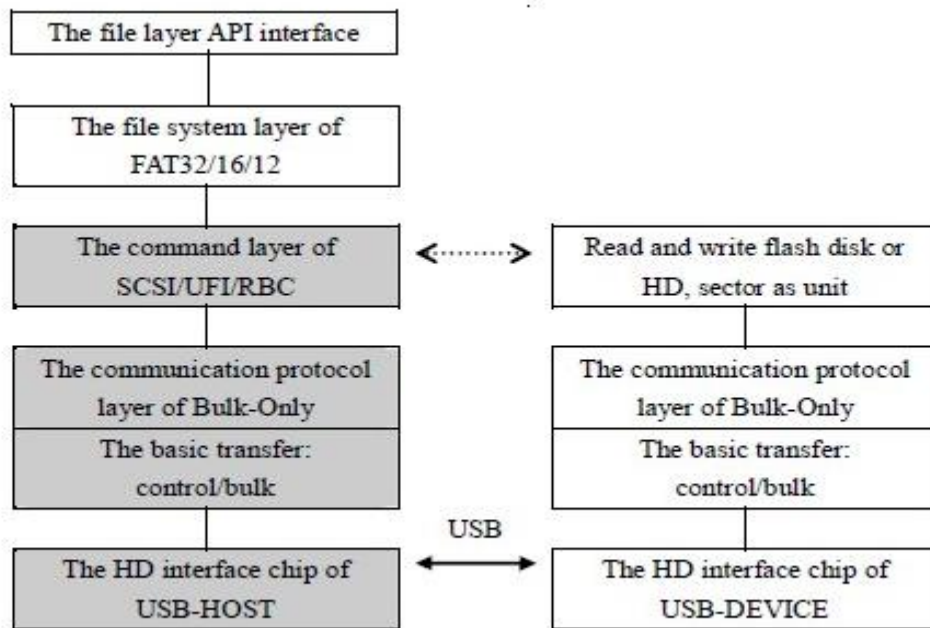 The file layer API interface
The file system layer of
FAT32/16/12
The command layer of
SCSI/UFI/RBC
Read and write flash disk or
HD, sector as unit
The communication protocol
layer of Bulk-Only
The basic transfer:
control/bulk
The communication protocol
layer of Bulk-Only
The basic transfer:
control/bulk
USB
The HD interface chip of
USB-HOST
The HD interface chip of
USB-DEVICE